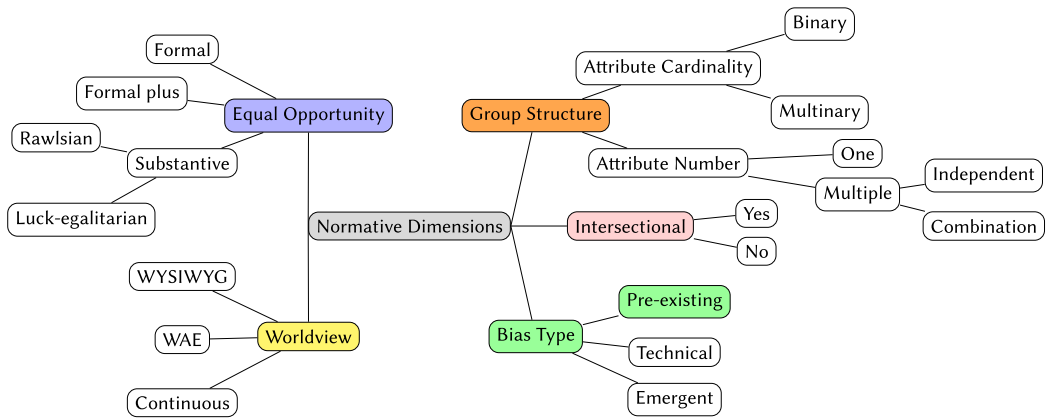 Normative Dimensions
Equal Opportunity
Formal
Formal plus
Substantive
Rawlsian
Luck-egalitarian
Worldview
WYSIWYG
WAE
Continuous
Group Structure
Attribute Cardinality
Binary
Multinary
Attribute Number
One
Multiple
Independent
Combination
Intersectional
Yes
No
Bias Type
Pre-existing
Technical
Emergent